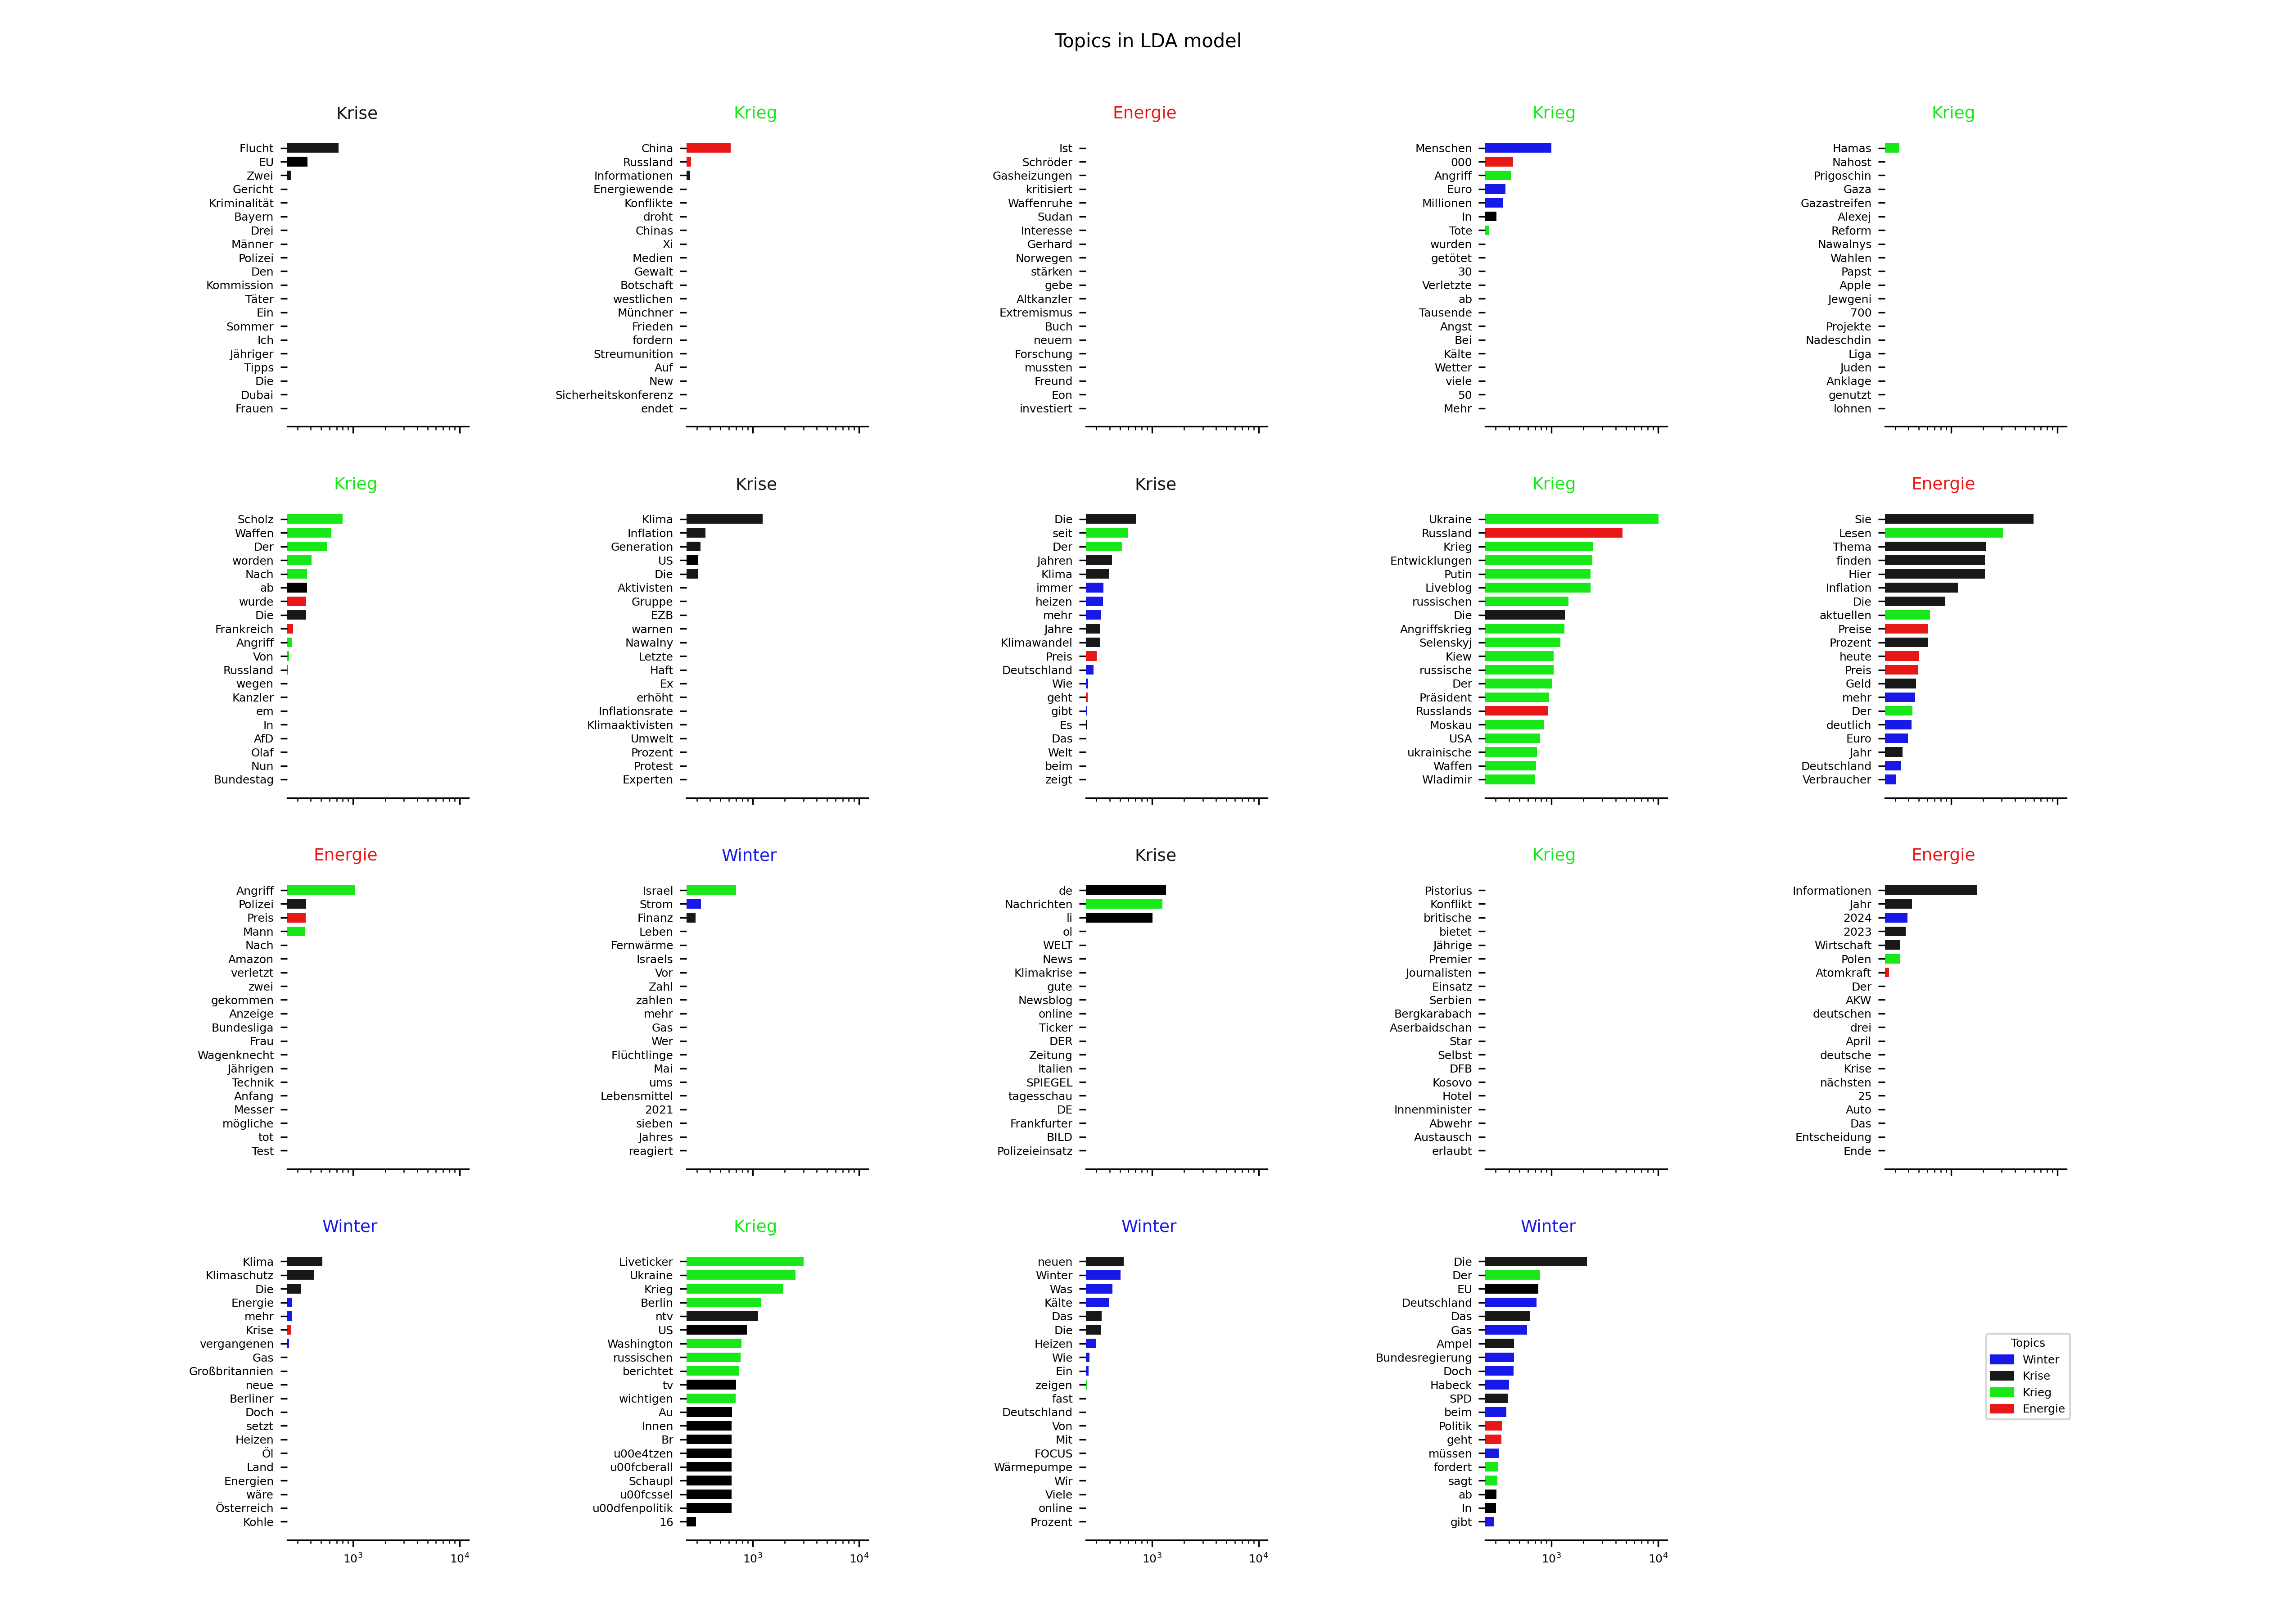 Topics in LDA model
Krise
Flucht
EU
Zwei
Gericht
Kriminalität
Bayern
Drei
Männer
Polizei
Den
Kommission
Täter
Ein
Sommer
Ich
Jähriger
Tipps
Die
Dubai
Frauen
Krieg
China
Russland
Informationen
Energiewende
Konflikte
droht
Chinas
Xi
Medien
Gewalt
Botschaft
westlichen
Münchner
Frieden
fordern
Streumunition
Auf
New
Sicherheitskonferenz
endet
Energie
Ist
Schröder
Gasheizungen
kritisiert
Waffenruhe
Sudan
Interesse
Gerhard
Norwegen
stärken
gebe
Altkanzler
Extremismus
Buch
neuem
Forschung
mussten
Freund
Eon
investiert
Krieg
Menschen
000
Angriff
Euro
Millionen
In
Tote
wurden
getötet
30
Verletzte
ab
Tausende
Angst
Bei
Kälte
Wetter
viele
50
Mehr
Krieg
Hamas
Nahost
Prigoschin
Gaza
Gazastreifen
Alexej
Reform
Nawalnys
Wahlen
Papst
Apple
Jewgeni
700
Projekte
Nadeschdin
Liga
Juden
Anklage
genutzt
lohnen
Krieg
Scholz
Waffen
Der
worden
Nach
ab
wurde
Die
Frankreich
Angriff
Von
Russland
wegen
Kanzler
em
In
AfD
Olaf
Nun
Bundestag
Krise
Klima
Inflation
Generation
US
Die
Aktivisten
Gruppe
EZB
warnen
Nawalny
Letzte
Haft
Ex
erhöht
Inflationsrate
Klimaaktivisten
Umwelt
Prozent
Protest
Experten
Krise
Die
seit
Der
Jahren
Klima
immer
heizen
mehr
Jahre
Klimawandel
Preis
Deutschland
Wie
geht
gibt
Es
Das
Welt
beim
zeigt
Krieg
Ukraine
Russland
Krieg
Entwicklungen
Putin
Liveblog
russischen
Die
Angriffskrieg
Selenskyj
Kiew
russische
Der
Präsident
Russlands
Moskau
USA
ukrainische
Waffen
Wladimir
Energie
Sie
Lesen
Thema
finden
Hier
Inflation
Die
aktuellen
Preise
Prozent
heute
Preis
Geld
mehr
Der
deutlich
Euro
Jahr
Deutschland
Verbraucher
Energie
Angriff
Polizei
Preis
Mann
Nach
Amazon
verletzt
zwei
gekommen
Anzeige
Bundesliga
Frau
Wagenknecht
Jährigen
Technik
Anfang
Messer
mögliche
tot
Test
Winter
Israel
Strom
Finanz
Leben
Fernwärme
Israels
Vor
Zahl
zahlen
mehr
Gas
Wer
Flüchtlinge
Mai
ums
Lebensmittel
2021
sieben
Jahres
reagiert
Krise
de
Nachrichten
li
ol
WELT
News
Klimakrise
gute
Newsblog
online
Ticker
DER
Zeitung
Italien
SPIEGEL
tagesschau
DE
Frankfurter
BILD
Polizeieinsatz
Krieg
Pistorius
Konflikt
britische
bietet
Jährige
Premier
Journalisten
Einsatz
Serbien
Bergkarabach
Aserbaidschan
Star
Selbst
DFB
Kosovo
Hotel
Innenminister
Abwehr
Austausch
erlaubt
Energie
Informationen
Jahr
2024
2023
Wirtschaft
Polen
Atomkraft
Der
AKW
deutschen
drei
April
deutsche
Krise
nächsten
25
Auto
Das
Entscheidung
Ende
Winter
Klima
Klimaschutz
Die
Energie
mehr
Krise
vergangenen
Gas
Großbritannien
neue
Berliner
Doch
setzt
Heizen
Öl
Land
Energien
wäre
Österreich
Kohle
10³ 10⁴
Krieg
Liveticker
Ukraine
Krieg
Berlin
ntv
US
Washington
russischen
berichtet
tv
wichtigen
Au
Innen
Br
u00e4tzen
u00fcberall
Schaupl
u00fcssel
u00dfenpolitik
16
10³ 10⁴
Winter
neuen
Winter
Was
Kälte
Das
Die
Heizen
Wie
Ein
zeigen
fast
Deutschland
Von
Mit
FOCUS
Wärmepumpe
Wir
Viele
online
Prozent
10³ 10⁴
Winter
Die
Der
EU
Deutschland
Das
Gas
Ampel
Bundesregierung
Doch
Habeck
SPD
beim
Politik
geht
müssen
fordert
sagt
ab
In
gibt
10³ 10⁴
Topics
Winter
Krise
Krieg
Energie